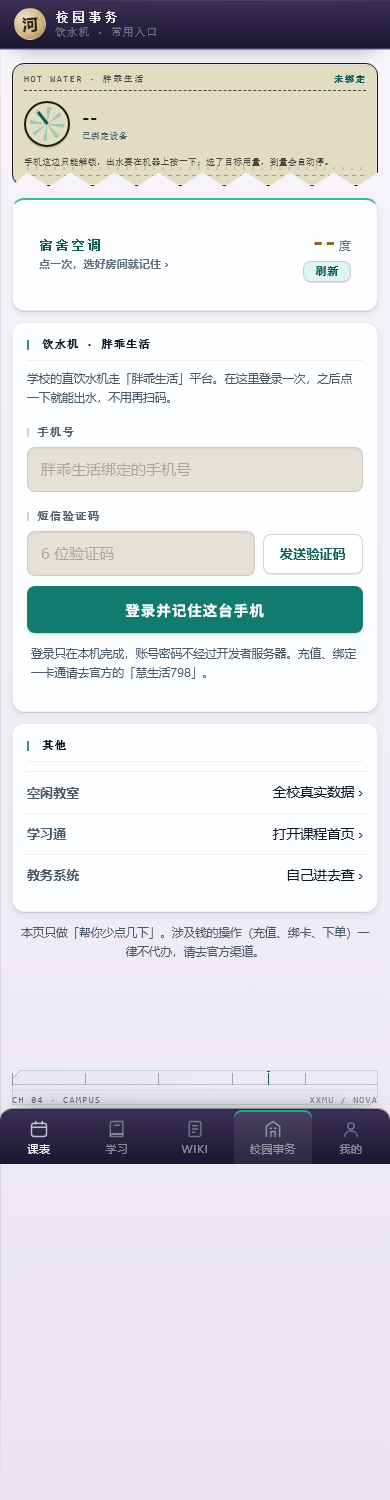 河
校园事务
饮水机 · 常用入口
HOT WATER · 胖乖生活
未绑定
--
已绑定设备
手机这边只能解锁，出水要在机器上按一下；选了目标用量，到量会自动停。
宿舍空调
点一次，选好房间就记住 ›
-- 度
刷新
饮水机 · 胖乖生活
学校的直饮水机走「胖乖生活」平台。在这里登录一次，之后点
一下就能出水，不用再扫码。
手机号
胖乖生活绑定的手机号
短信验证码
6 位验证码
发送验证码
登录并记住这台手机
登录只在本机完成，账号密码不经过开发者服务器。充值、绑定
一卡通请去官方的「慧生活798」。
其他
空闲教室
全校真实数据 ›
学习通
打开课程首页 ›
教务系统
自己进去查 ›
本页只做「帮你少点几下」。涉及钱的操作（充值、绑卡、下单）一
律不代办，请去官方渠道。
CH 04 · CAMPUS
XXMU / NOVA
课表
学习
WIKI
校园事务
我的